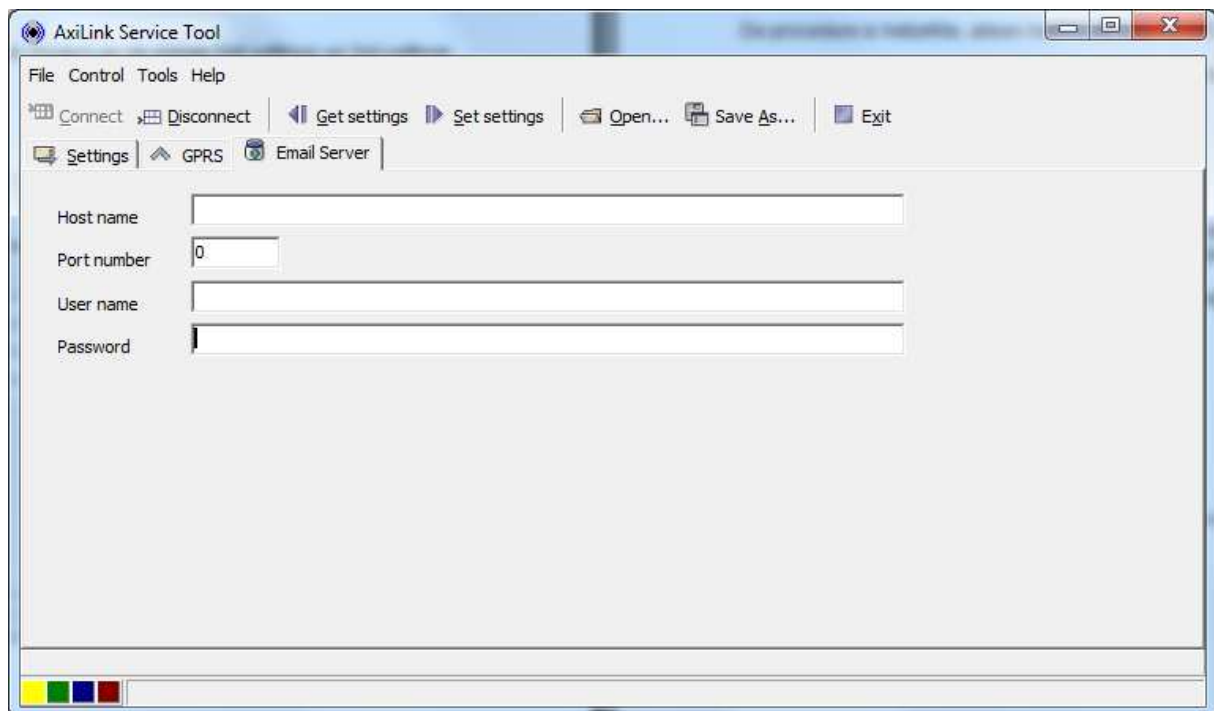 AxiLink Service Tool
File Control Tools Help
Connect Disconnect Get settings Set settings Open... Save As... Exit
Settings GPRS Email Server
Host name
Port number 0
User name
Password